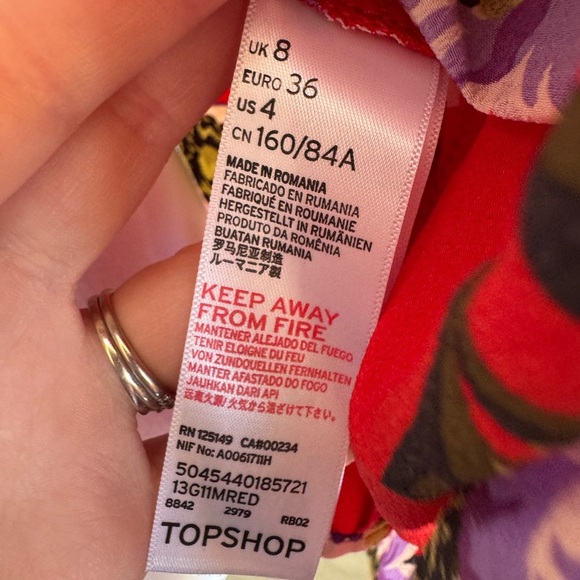 UK 8
EURO 36
US 4
CN 160/84A
MADE IN ROMANIA
FABRICADO EN RUMANIA
FABRIQUÉ EN ROUMANIE
HERGESTELLT IN RUMÄNIEN
PRODUTO DA ROMÊNIA
BUATAN RUMANIA
罗马尼亚制造
ルーマニア製
KEEP AWAY
FROM FIRE
MANTENER ALEJADO DEL FUEGO
TENIR ELOIGNE DU FEU
VON ZUNDQUELLEN FERNHALTEN
MANTER AFASTADO DO FOGO
JAUHKAN DARI API
远离火源/火气から遠ざけて下さい。
RN 125149 CA#00234
NIF No: A0061711H
5045440185721
13G11MRED
8842 2979 RB02
TOPSHOP